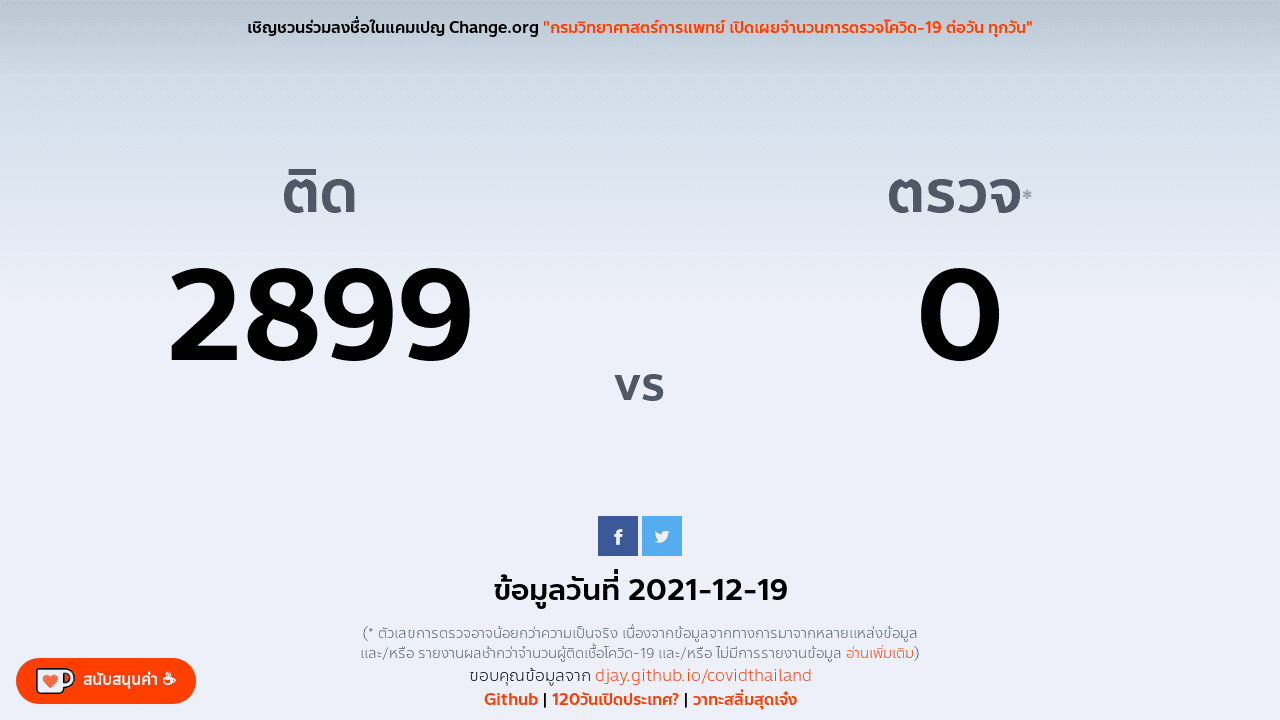 เชิญชวนร่วมลงชื่อในแคมเปญ Change.org "กรมวิทยาศาสตร์การแพทย์ เปิดเผยจำนวนการตรวจโควิด-19 ต่อวัน ทุกวัน"
ติด
ตรวจ*
2899
0
vs
ข้อมูลวันที่ 2021-12-19
(* ตัวเลขการตรวจอาจน้อยกว่าความเป็นจริง เนื่องจากข้อมูลจากทางการมาจากหลายแหล่งข้อมูล
และ/หรือ รายงานผลช้ากว่าจำนวนผู้ติดเชื้อโควิด-19 และ/หรือ ไม่มีการรายงานข้อมูล อ่านเพิ่มเติม)
ขอบคุณข้อมูลจาก djay.github.io/covidthailand
Github | 120วันเปิดประเทศ? | วาทะสลิ่มสุดเจ๋ง
สนับสนุนค่า ☕